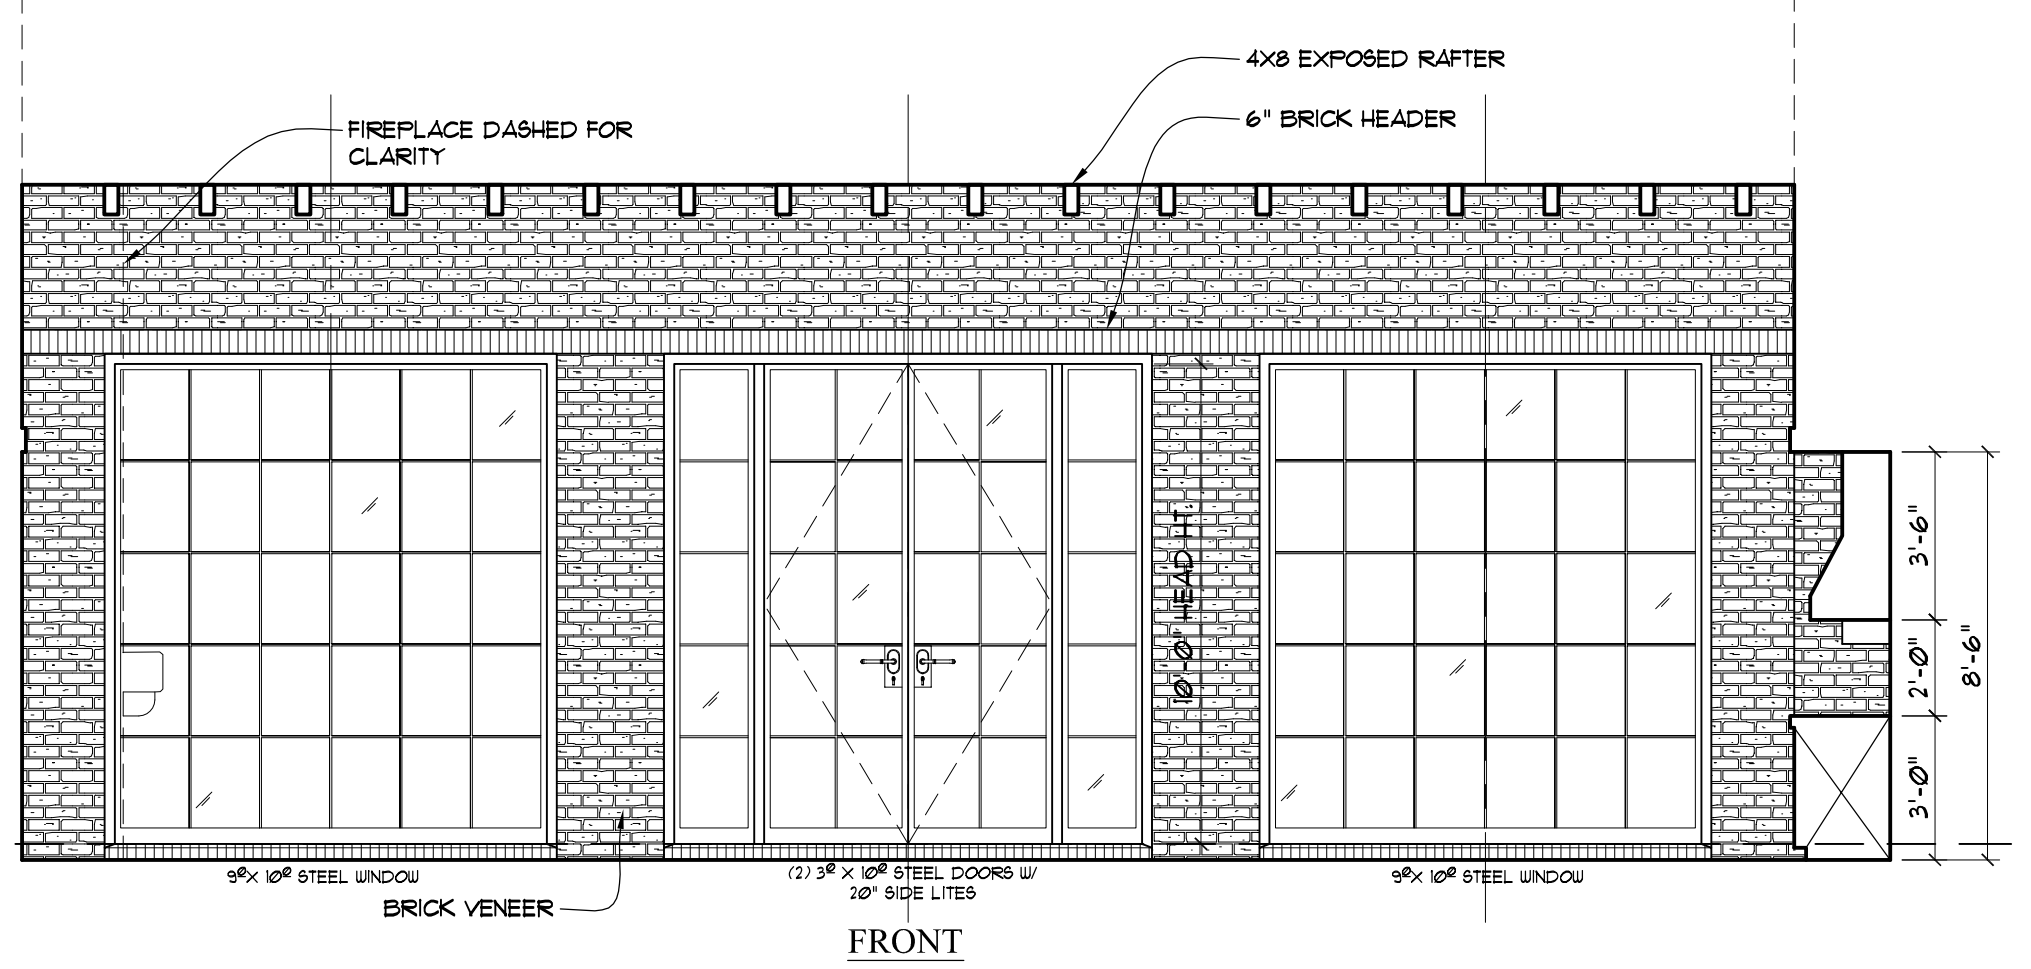 4X8 EXPOSED RAFTER
6" BRICK HEADER
FIREPLACE DASHED FOR
CLARITY
10'-0" HEAD HT.
3'-6"
2'-0"
3'-0"
8'-6"
9⁰X 10⁰ STEEL WINDOW
(2) 3⁰ X 10⁰ STEEL DOORS W/
20" SIDE LITES
9⁰X 10⁰ STEEL WINDOW
BRICK VENEER
FRONT